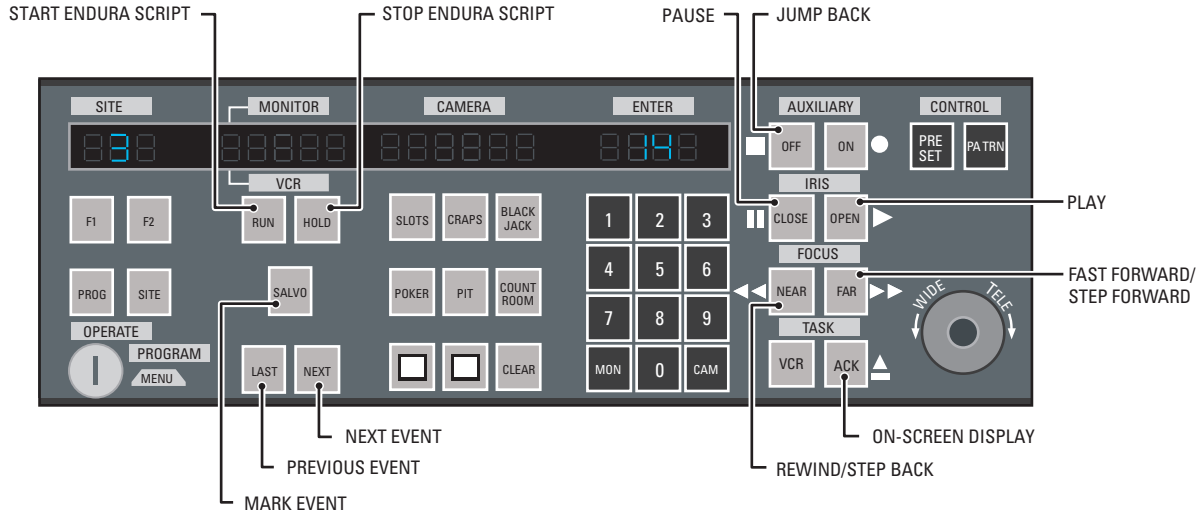 START ENDURA SCRIPT
STOP ENDURA SCRIPT
PAUSE
JUMP BACK
SITE
MONITOR
CAMERA
ENTER
AUXILIARY
CONTROL
3
14
OFF
ON
PRE
SET
PATRN
VCR
IRIS
F1
F2
RUN
HOLD
SLOTS
CRAPS
BLACK
JACK
1
2
3
CLOSE
OPEN
PLAY
FOCUS
PROG
SITE
SALVO
POKER
PIT
COUNT
ROOM
4
5
6
NEAR
FAR
FAST FORWARD/
STEP FORWARD
WIDE
TELE
OPERATE
PROGRAM
MENU
7
8
9
TASK
LAST
NEXT
CLEAR
MON
0
CAM
VCR
ACK
NEXT EVENT
ON-SCREEN DISPLAY
PREVIOUS EVENT
REWIND/STEP BACK
MARK EVENT